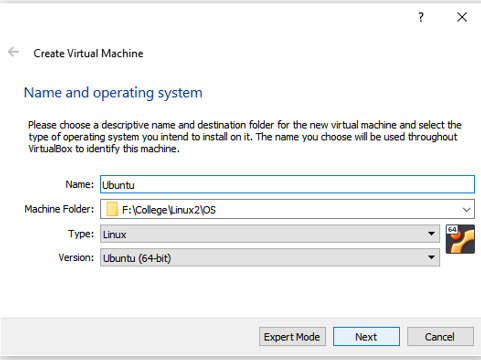 ?
Create Virtual Machine
Name and operating system
Please choose a descriptive name and destination folder for the new virtual machine and select the
type of operating system you intend to install on it. The name you choose will be used throughout
VirtualBox to identify this machine.
Name: Ubuntu
Machine Folder: F:\College\Linux2\OS
Type: Linux
64
Version: Ubuntu (64-bit)
Expert Mode Next Cancel